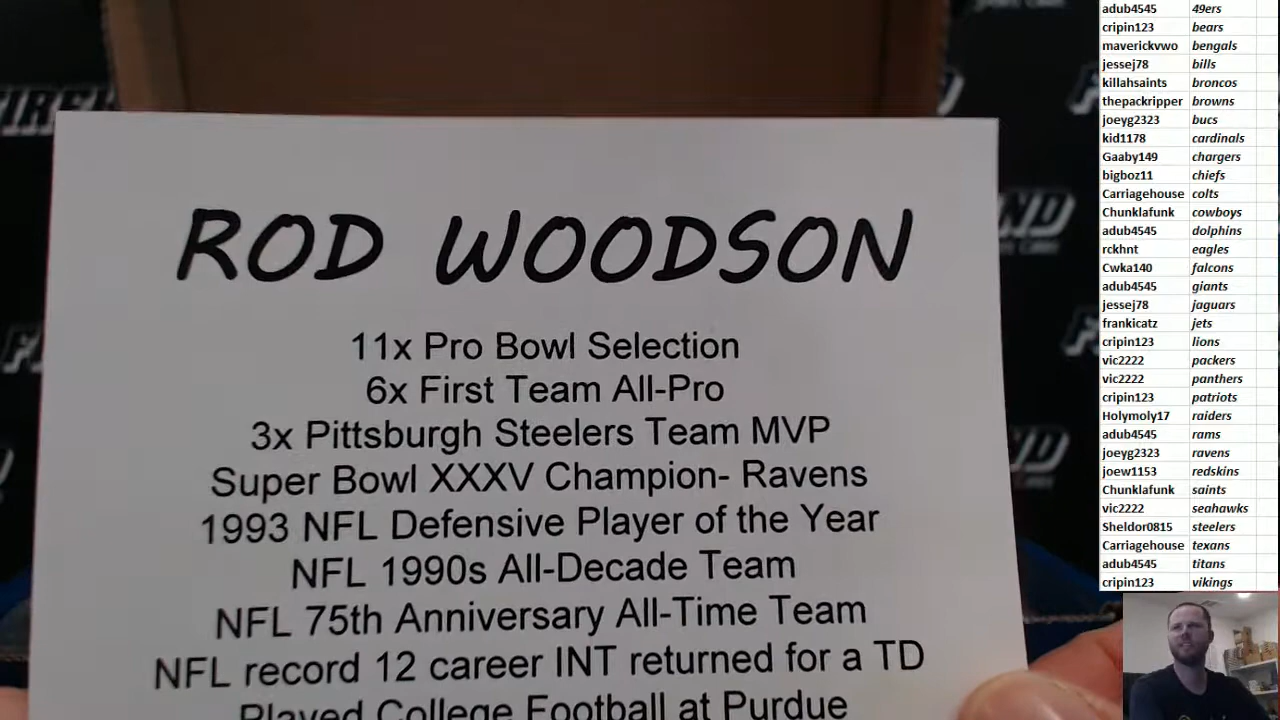 ROD WOODSON
11x Pro Bowl Selection
6x First Team All-Pro
3x Pittsburgh Steelers Team MVP
Super Bowl XXXV Champion- Ravens
1993 NFL Defensive Player of the Year
NFL 1990s All-Decade Team
NFL 75th Anniversary All-Time Team
NFL record 12 career INT returned for a TD
Played College Football at Purdue
adub4545 49ers
cripin123 bears
maverickvwo bengals
jessej78 bills
killahsaints broncos
thepackripper browns
joeyg2323 bucs
kid1178 cardinals
Gaaby149 chargers
bigboz11 chiefs
Carriagehouse colts
Chunklafunk cowboys
adub4545 dolphins
rckhnt eagles
Cwka140 falcons
adub4545 giants
jessej78 jaguars
frankicatz jets
cripin123 lions
vic2222 packers
vic2222 panthers
cripin123 patriots
Holymoly17 raiders
adub4545 rams
joeyg2323 ravens
joew1153 redskins
Chunklafunk saints
vic2222 seahawks
Sheldor0815 steelers
Carriagehouse texans
adub4545 titans
cripin123 vikings